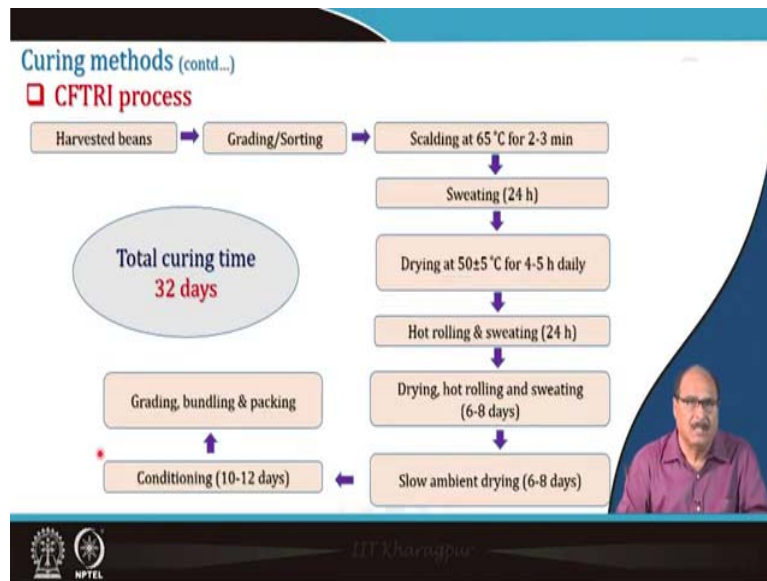 Curing methods (contd...)
CFTRI process
Harvested beans
Grading/Sorting
Scalding at 65˚C for 2-3 min
Sweating (24 h)
Drying at 50±5˚C for 4-5 h daily
Hot rolling & sweating (24 h)
Drying, hot rolling and sweating
(6-8 days)
Slow ambient drying (6-8 days)
Conditioning (10-12 days)
Grading, bundling & packing
Total curing time
32 days
IIT Kharagpur
NPTEL